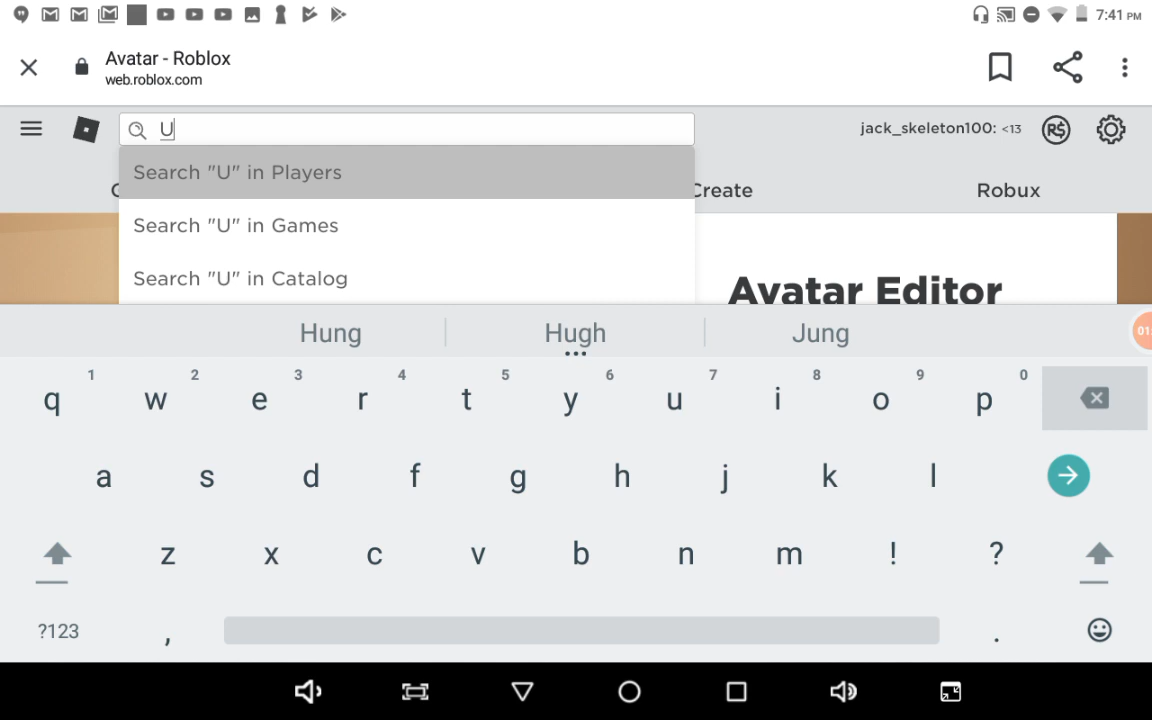 7:41 PM
Avatar - Roblox
web.roblox.com
U
jack_skeleton100: <13
R$
Search "U" in Players
Create
Robux
Search "U" in Games
Search "U" in Catalog
Avatar Editor
Hung Hugh Jung
01:
1 2 3 4 5 6 7 8 9 0
q w e r t y u i o p
a s d f g h j k l
z x c v b n m ! ?
?123 , .